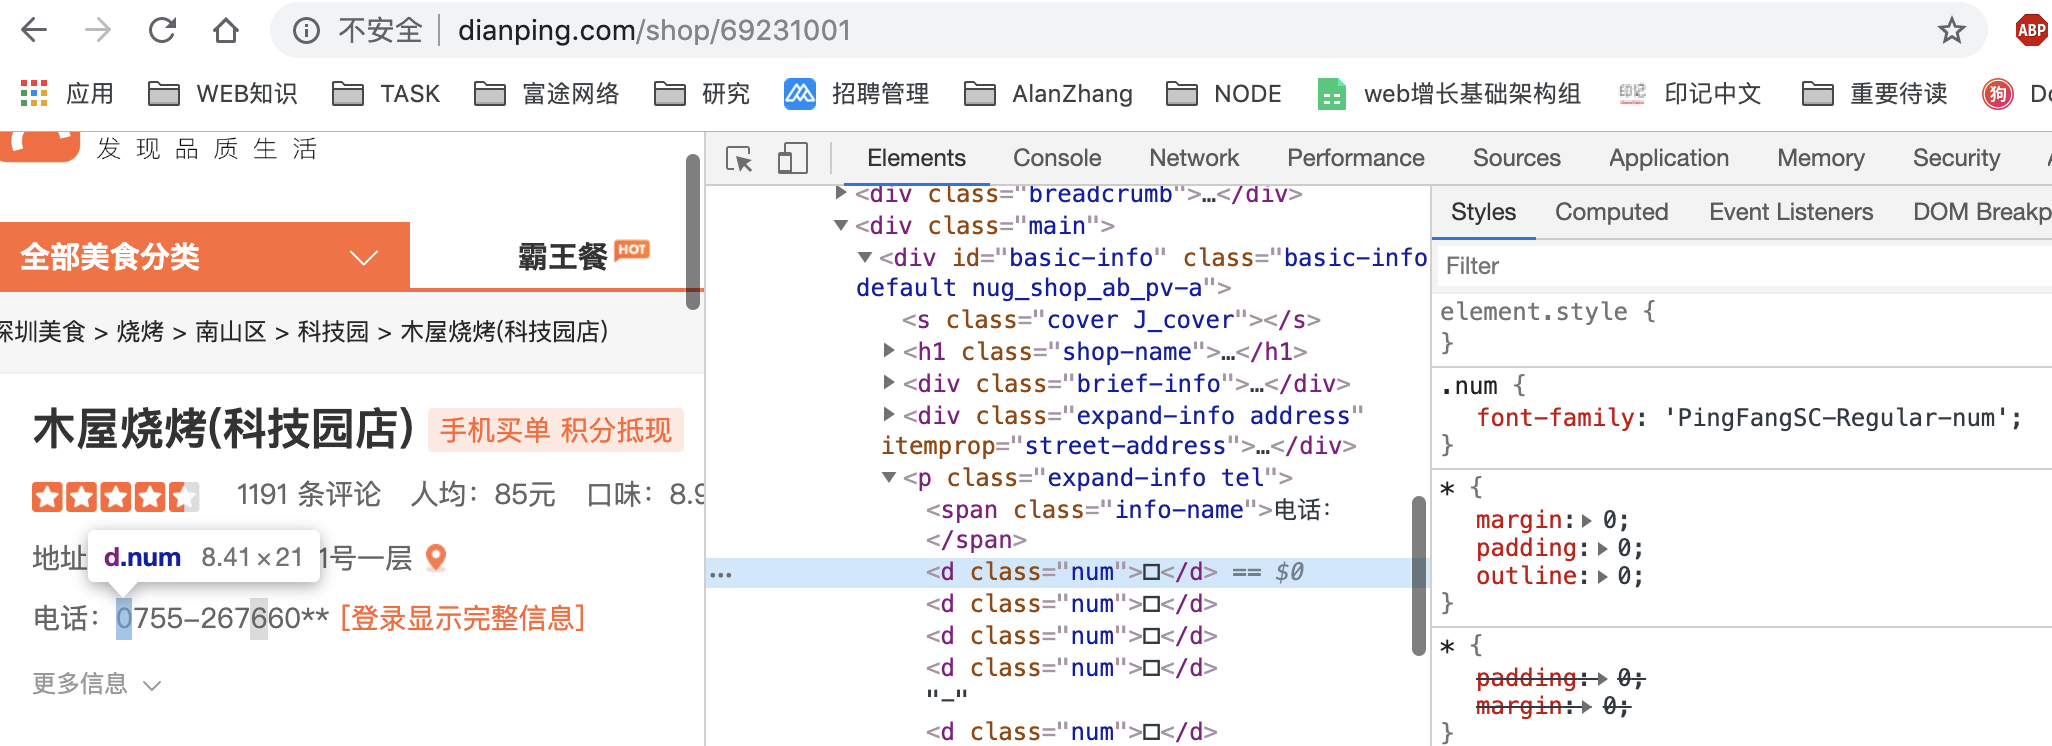 不安全 dianping.com/shop/69231001 ABP
应用 WEB知识 TASK 富途网络 研究 招聘管理 AlanZhang NODE web增长基础架构组 印记中文 重要待读
发现品质生活
全部美食分类 霸王餐 HOT
深圳美食 > 烧烤 > 南山区 > 科技园 > 木屋烧烤(科技园店)
木屋烧烤(科技园店) 手机买单 积分抵现
1191 条评论 人均：85元 口味：8.9
地址 1号一层
d.num 8.41 × 21
电话：0755-267660** [登录显示完整信息]
更多信息
Elements Console Network Performance Sources Application Memory Security
▶<div class="breadcrumb">…</div>
▼<div class="main">
▼<div id="basic-info" class="basic-info
default nug_shop_ab_pv-a">
<s class="cover J_cover"></s>
▶<h1 class="shop-name">…</h1>
▶<div class="brief-info">…</div>
▶<div class="expand-info address"
itemprop="street-address">…</div>
▼<p class="expand-info tel">
<span class="info-name">电话：
</span>
… <d class="num">□</d> == $0
<d class="num">□</d>
<d class="num">□</d>
<d class="num">□</d>
"-"
<d class="num">□</d>
Styles Computed Event Listeners DOM Breakp
Filter
element.style {
}
.num {
font-family: 'PingFangSC-Regular-num';
}
* {
margin:▶ 0;
padding:▶ 0;
outline:▶ 0;
}
* {
padding:▶ 0;
margin:▶ 0;
}